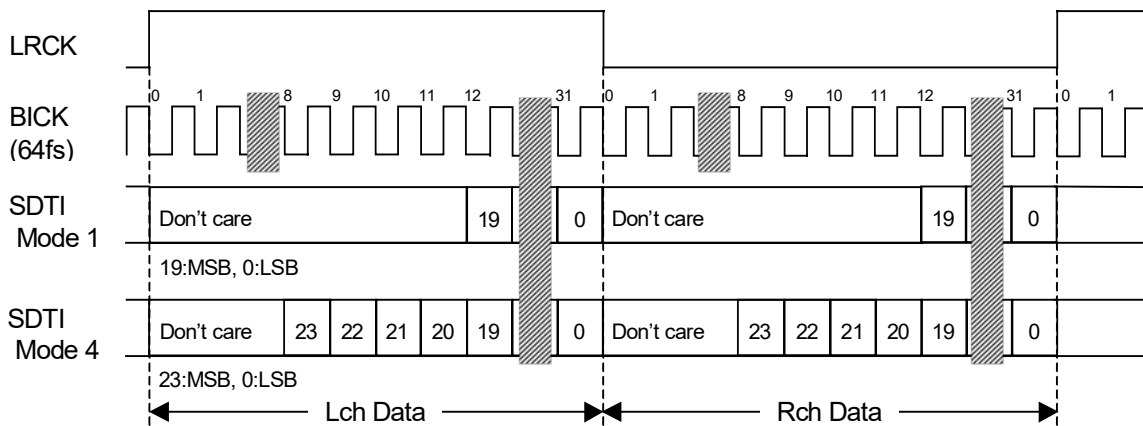 LRCK
0 1 8 9 10 11 12 31 0 1 8 9 10 11 12 31 0 1
BICK
(64fs)
SDTI
Mode 1
Don't care 19 0 Don't care 19 0
19:MSB, 0:LSB
SDTI
Mode 4
Don't care 23 22 21 20 19 0 Don't care 23 22 21 20 19 0
23:MSB, 0:LSB
Lch Data Rch Data